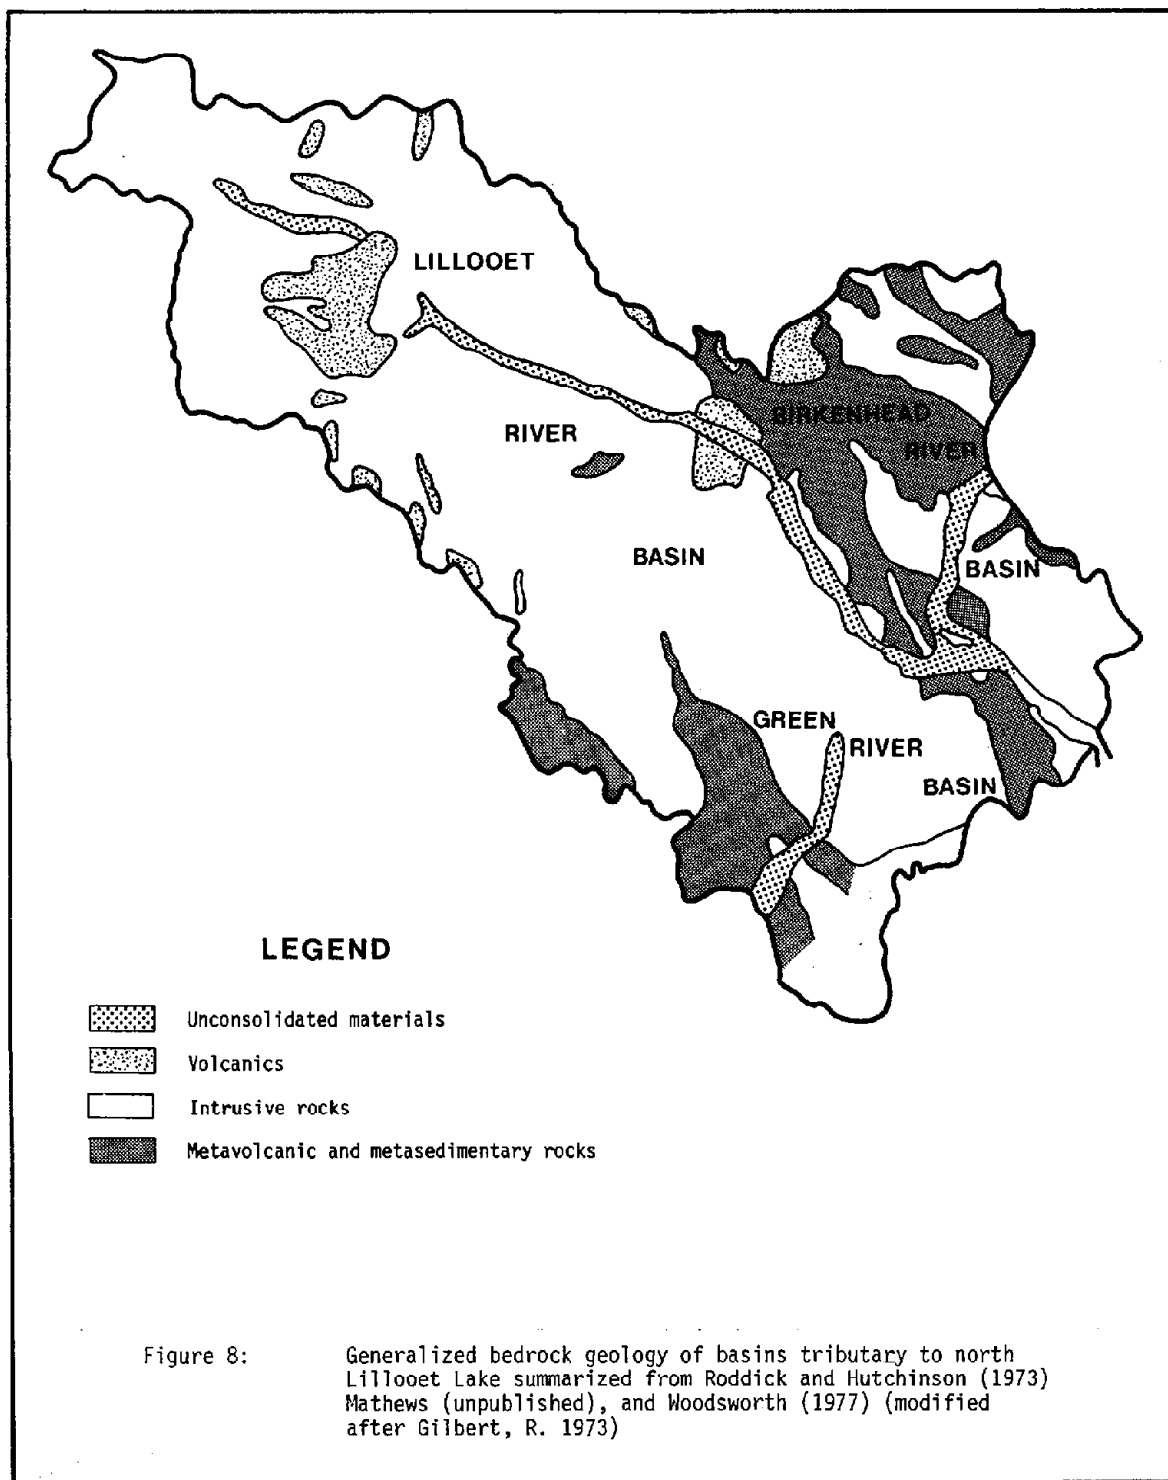 LILLOOET
RIVER
BASIN
BIRKENHEAD
RIVER
BASIN
GREEN
RIVER
BASIN
LEGEND
Unconsolidated materials
Volcanics
Intrusive rocks
Metavolcanic and metasedimentary rocks
Figure 8: Generalized bedrock geology of basins tributary to north
Lillooet Lake summarized from Roddick and Hutchinson (1973)
Mathews (unpublished), and Woodsworth (1977) (modified
after Gilbert, R. 1973)